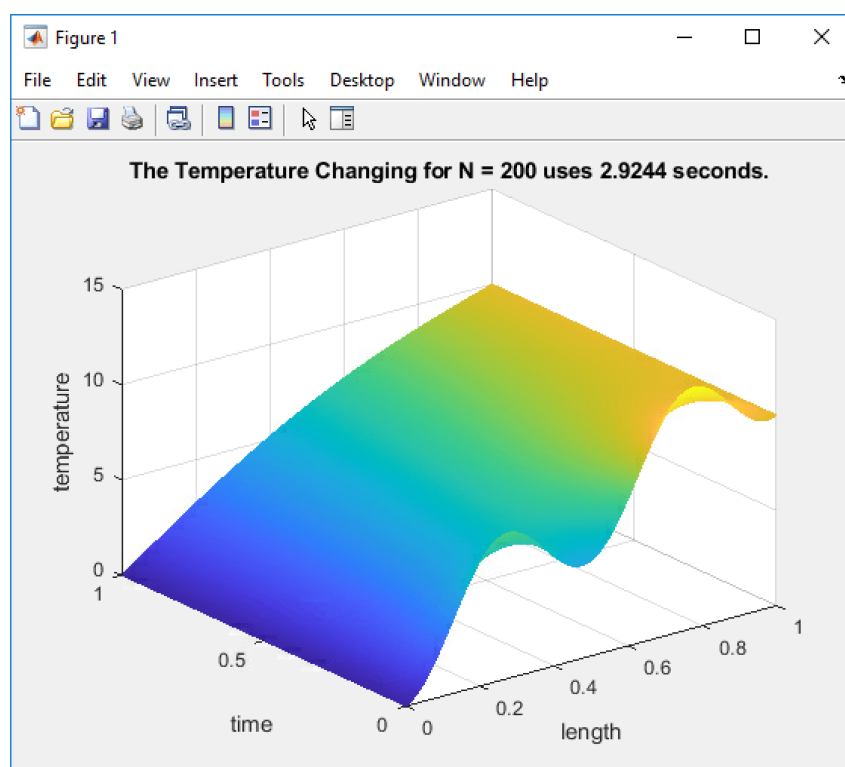 Figure 1
File Edit View Insert Tools Desktop Window Help
The Temperature Changing for N = 200 uses 2.9244 seconds.
15
10
5
0
temperature
1
0.5
0
time
0
0.2
0.4
0.6
0.8
1
length